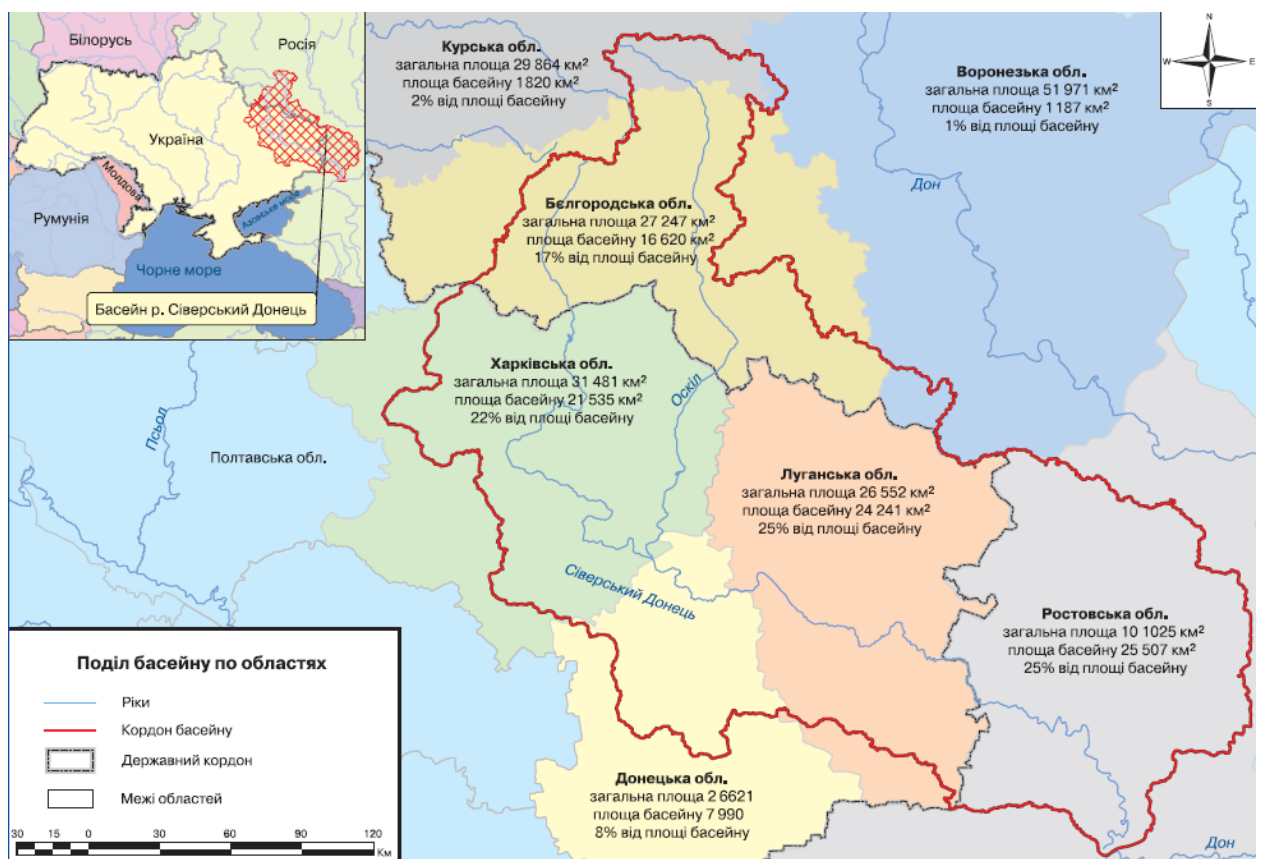 Білорусь
Росія
Україна
Молдова
Румунія
Азовське море
Чорне море
Басейн р. Сіверський Донець
Курська обл.
загальна площа 29 864 км²
площа басейну 1820 км²
2% від площі басейну
Воронезька обл.
загальна площа 51 971 км²
площа басейну 1 187 км²
1% від площі басейну
N
W
E
S
Дон
Бєлгородська обл.
загальна площа 27 247 км²
площа басейну 16 620 км²
17% від площі басейну
Харківська обл.
загальна площа 31 481 км²
площа басейну 21 535 км²
22% від площі басейну
Оскіл
Псьол
Полтавська обл.
Луганська обл.
загальна площа 26 552 км²
площа басейну 24 241 км²
25% від площі басейну
Сіверський Донець
Ростовська обл.
загальна площа 10 1025 км²
площа басейну 25 507 км²
25% від площі басейну
Донецька обл.
загальна площа 2 6621
площа басейну 7 990
8% від площі басейну
Дон
Поділ басейну по областях
Ріки
Кордон басейну
Державний кордон
Межі областей
30 15 0 30 60 90 120
Км